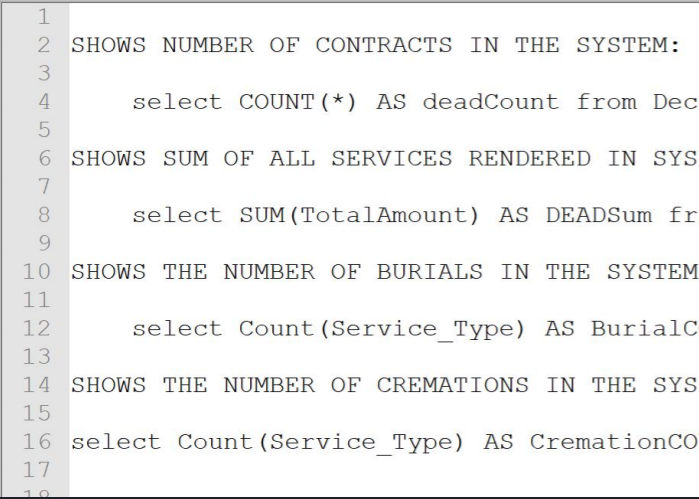 1
2 SHOWS NUMBER OF CONTRACTS IN THE SYSTEM:
3
4 select COUNT(*) AS deadCount from Dec
5
6 SHOWS SUM OF ALL SERVICES RENDERED IN SYS
7
8 select SUM(TotalAmount) AS DEADSum fr
9
10 SHOWS THE NUMBER OF BURIALS IN THE SYSTEM
11
12 select Count(Service_Type) AS BurialC
13
14 SHOWS THE NUMBER OF CREMATIONS IN THE SYS
15
16 select Count(Service_Type) AS CremationCO
17
18